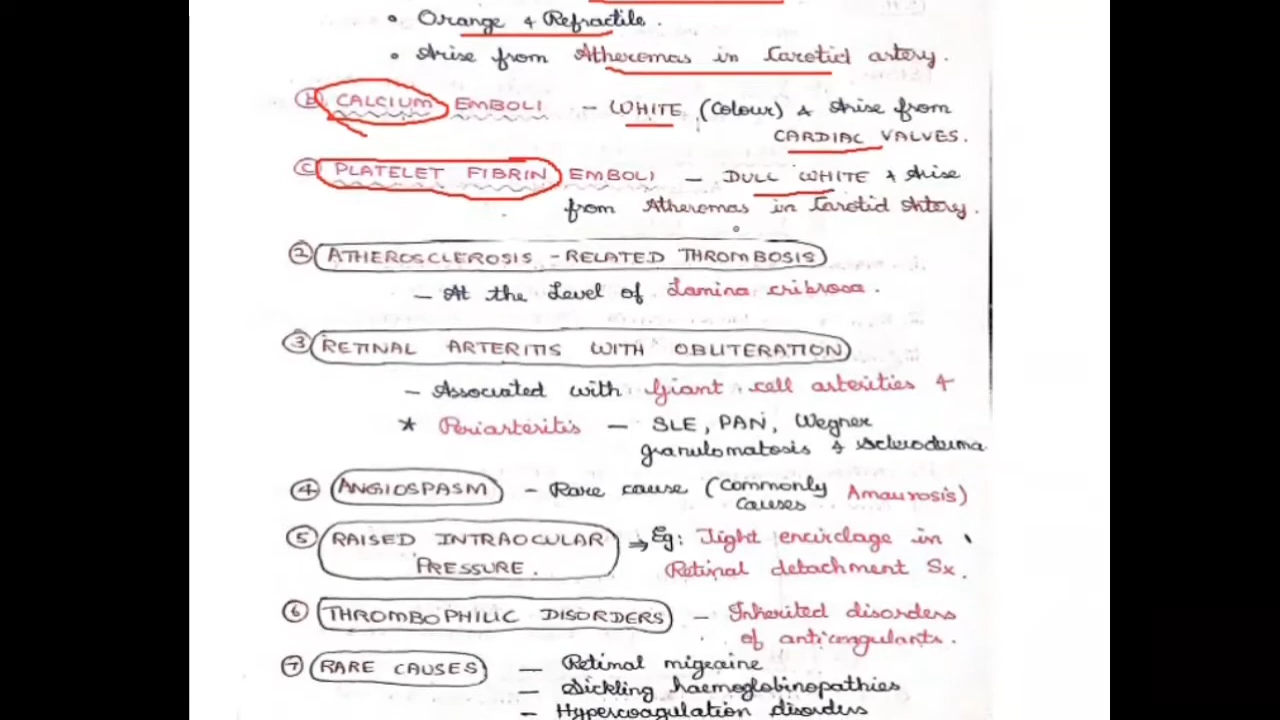 • Orange & Refractile.
• Arise from Atheromas in Carotid artery.
(b) CALCIUM EMBOLI - WHITE (Colour) & Arise from
CARDIAC VALVES.
(C) PLATELET FIBRIN EMBOLI - DULL WHITE & Arise
from Atheromas in Carotid Artery.
(2) ATHEROSCLEROSIS - RELATED THROMBOSIS
- At the Level of Lamina cribrosa.
(3) RETINAL ARTERITIS WITH OBLITERATION
- Associated with Giant cell arterities &
* Periarteritis - SLE, PAN, Wegner
granulomatosis & scleroderma
(4) ANGIOSPASM - Rare cause (Commonly Amaurosis)
causes
(5) RAISED INTRAOCULAR → Eg: Tight encirclage in
PRESSURE. Retinal detachment Sx.
(6) THROMBOPHILIC DISORDERS - Inherited disorders
of anticoagulants.
(7) RARE CAUSES - Retinal migraine
- Sickling haemoglobinopathies
- Hypercoagulation disorders